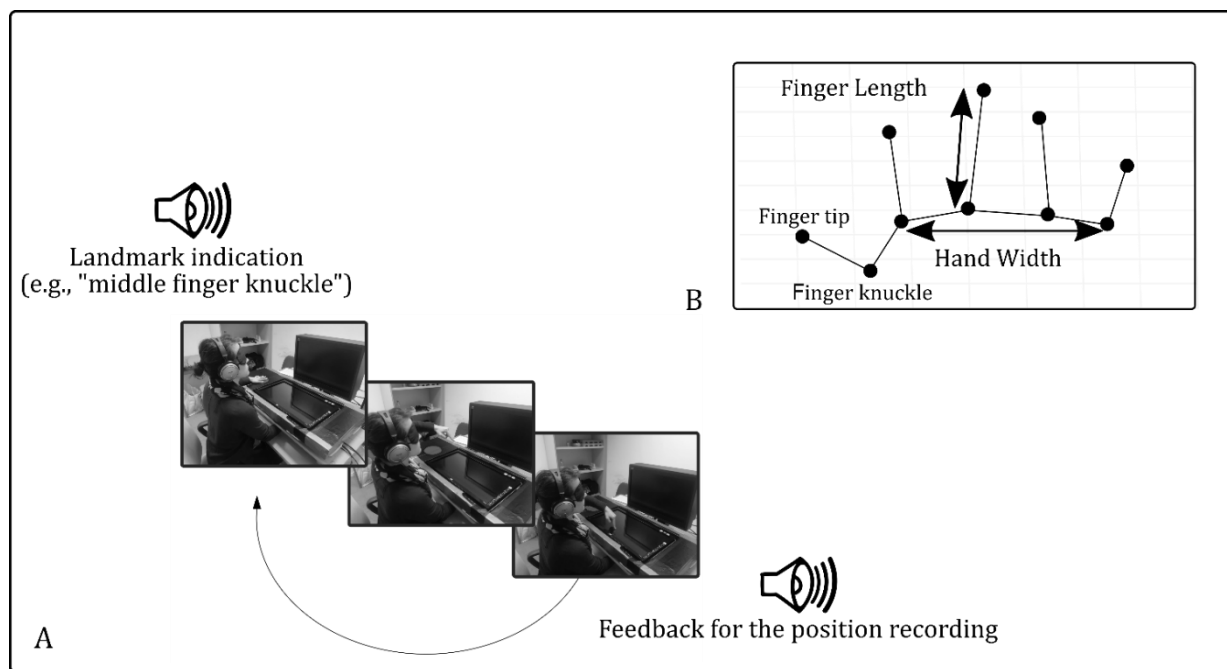 Landmark indication
(e.g., "middle finger knuckle")
Feedback for the position recording
A
Finger Length
Finger tip
Hand Width
Finger knuckle
B